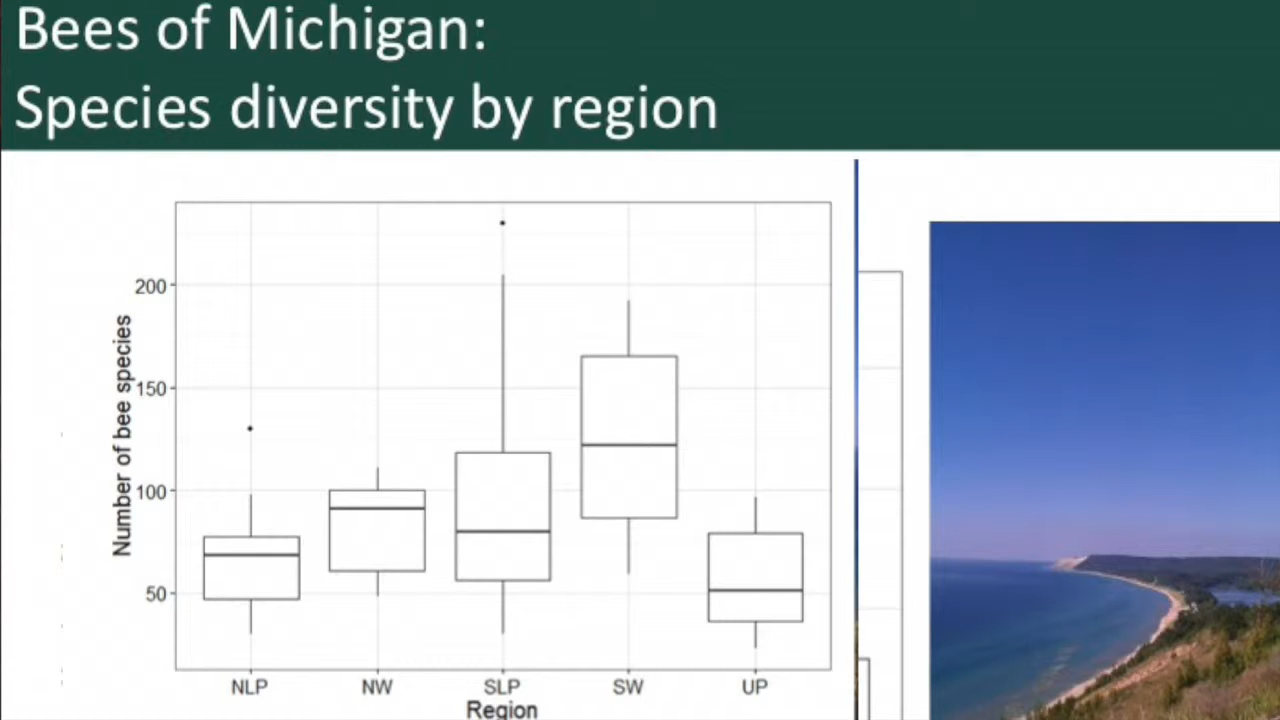 Bees of Michigan:
Species diversity by region
Number of bee species
200
150
100
50
NLP NW SLP SW UP
Region